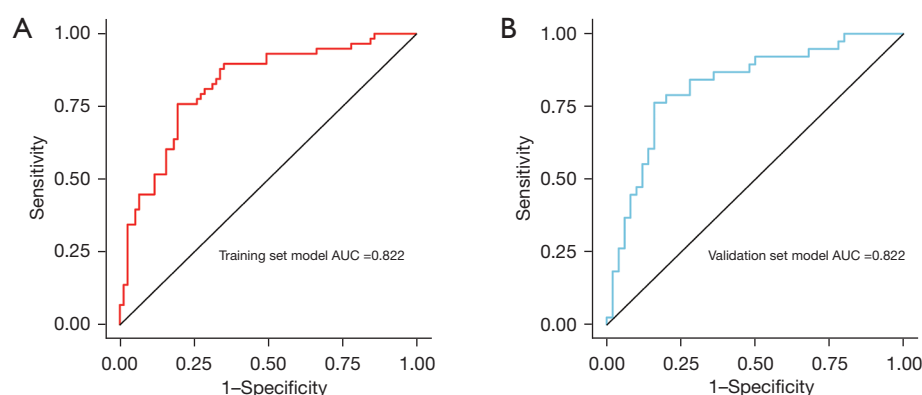 A
1.00
0.75
0.50
0.25
0.00
Sensitivity
Training set model AUC =0.822
0.00 0.25 0.50 0.75 1.00
1–Specificity
B
1.00
0.75
0.50
0.25
0.00
Sensitivity
Validation set model AUC =0.822
0.00 0.25 0.50 0.75 1.00
1–Specificity